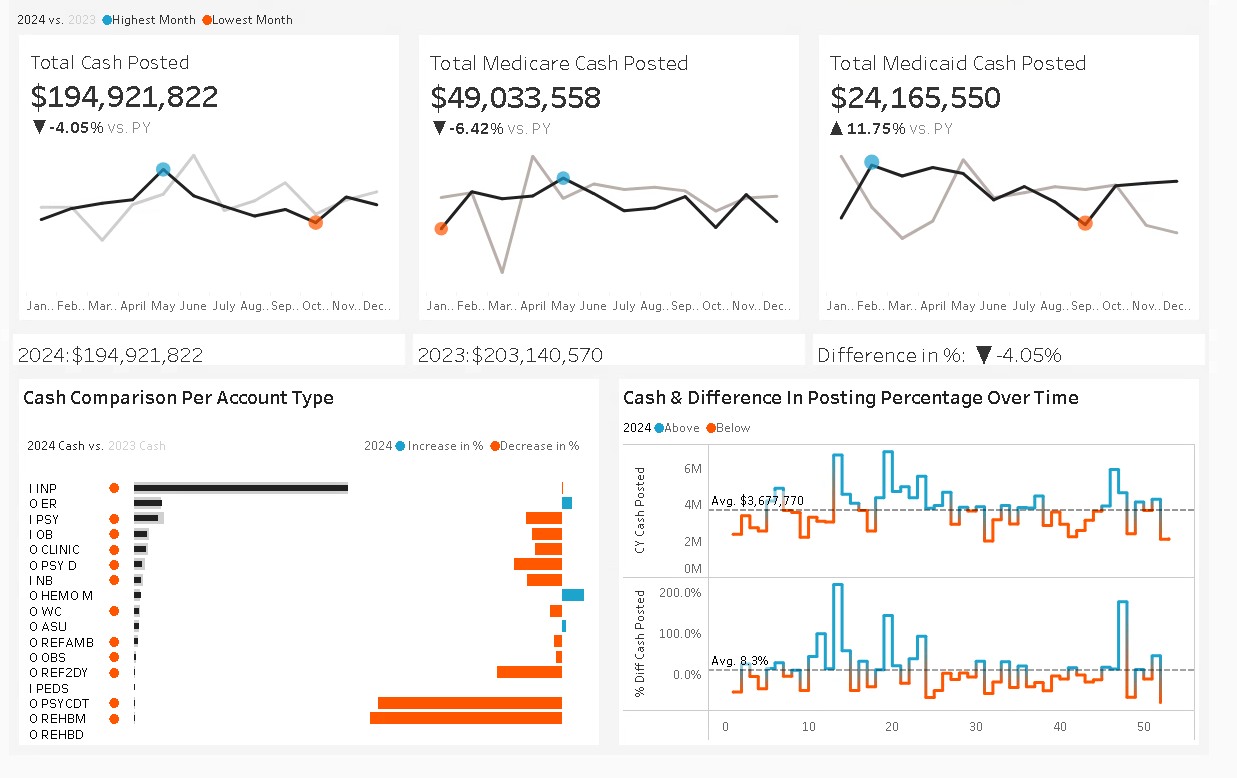 2024 vs. 2023 Highest Month Lowest Month
Total Cash Posted
$194,921,822
▼-4.05% vs. PY
Jan.. Feb.. Mar.. April May June July Aug.. Sep.. Oct.. Nov.. Dec..
Total Medicare Cash Posted
$49,033,558
▼-6.42% vs. PY
Jan.. Feb.. Mar.. April May June July Aug.. Sep.. Oct.. Nov.. Dec..
Total Medicaid Cash Posted
$24,165,550
▲ 11.75% vs. PY
Jan.. Feb.. Mar.. April May June July Aug.. Sep.. Oct.. Nov.. Dec..
2024:$194,921,822
2023:$203,140,570
Difference in %: ▼ -4.05%
Cash Comparison Per Account Type
2024 Cash vs. 2023 Cash
2024 Increase in % Decrease in %
I INP
O ER
I PSY
I OB
O CLINIC
O PSY D
I NB
O HEMO M
O WC
O ASU
O REFAMB
O OBS
O REF2DY
I PEDS
O PSYCDT
O REHBM
O REHBD
Cash & Difference In Posting Percentage Over Time
2024 Above Below
CY Cash Posted
6M
4M
2M
0M
Avg. $3,677,770
% Diff Cash Posted
200.0%
100.0%
0.0%
Avg. 8.3%
0 10 20 30 40 50